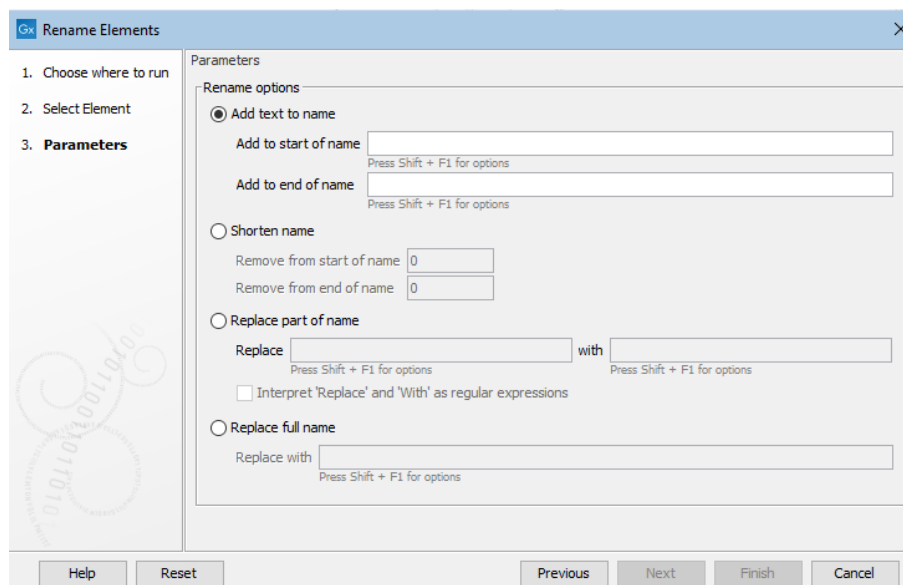 Gx Rename Elements
1. Choose where to run
2. Select Element
3. Parameters
Parameters
Rename options
Add text to name
Add to start of name
Press Shift + F1 for options
Add to end of name
Press Shift + F1 for options
Shorten name
Remove from start of name 0
Remove from end of name 0
Replace part of name
Replace with
Press Shift + F1 for options Press Shift + F1 for options
Interpret 'Replace' and 'With' as regular expressions
Replace full name
Replace with
Press Shift + F1 for options
Help Reset Previous Next Finish Cancel